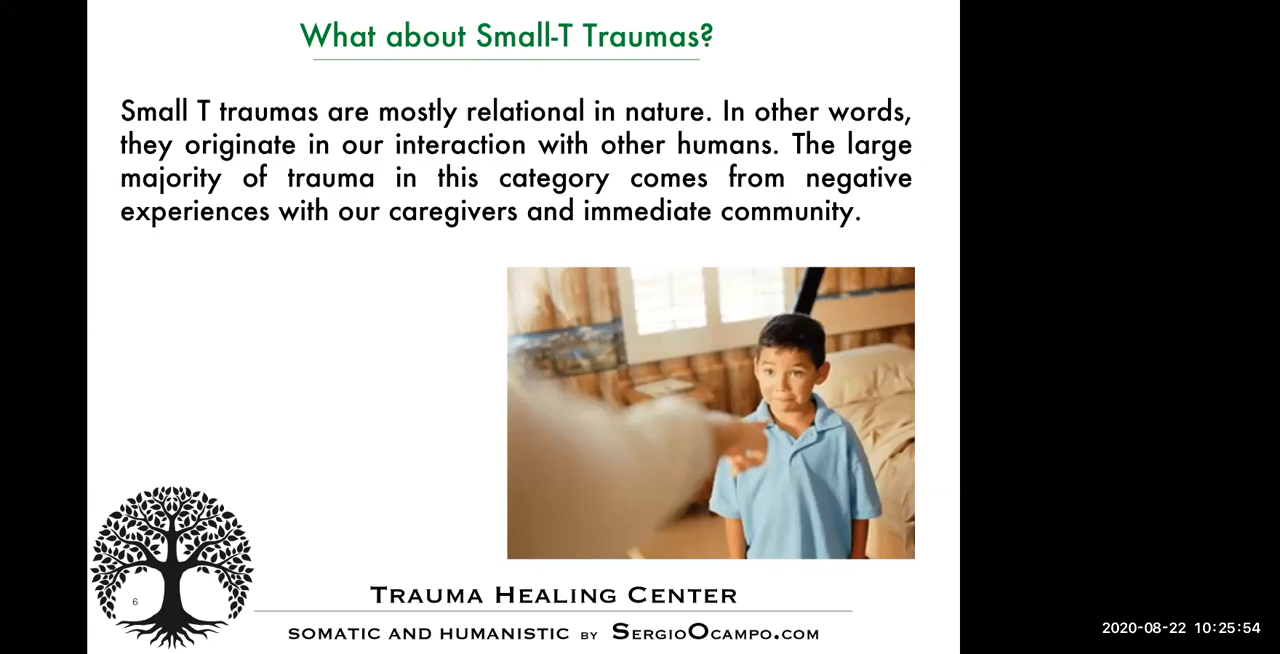 What about Small-T Traumas?
Small T traumas are mostly relational in nature. In other words,
they originate in our interaction with other humans. The large
majority of trauma in this category comes from negative
experiences with our caregivers and immediate community.
6
Trauma Healing Center
somatic and humanistic by SergioOcampo.com
2020-08-22 10:25:54